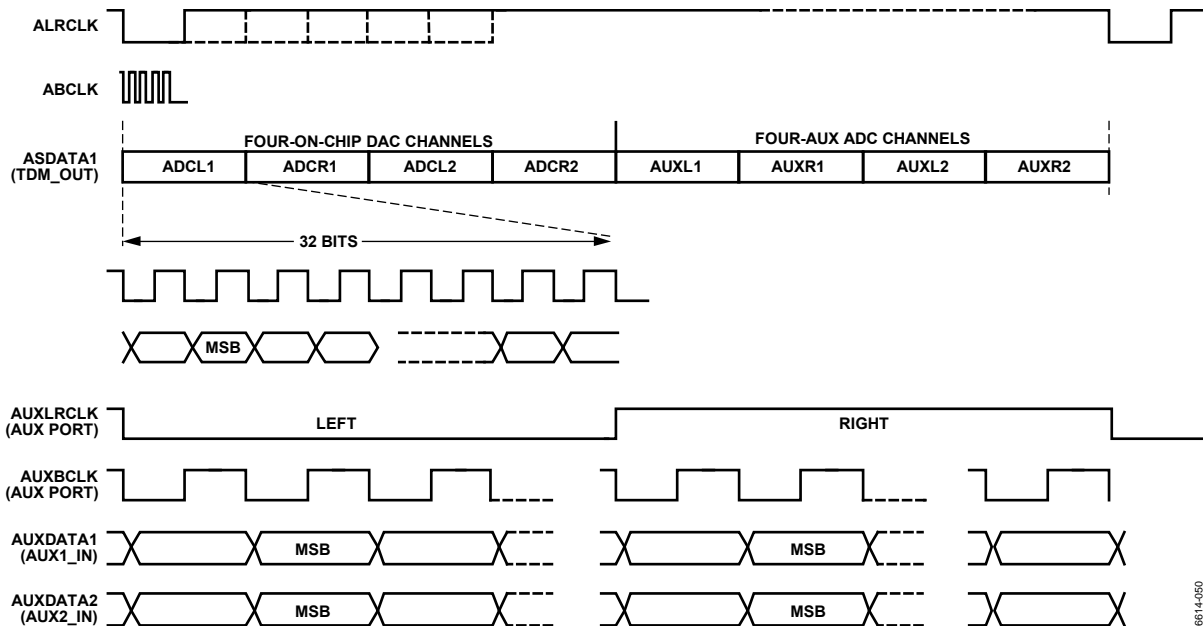 ALRCLK
ABCLK
FOUR-ON-CHIP DAC CHANNELS
FOUR-AUX ADC CHANNELS
ASDATA1
(TDM_OUT)
ADCL1
ADCR1
ADCL2
ADCR2
AUXL1
AUXR1
AUXL2
AUXR2
32 BITS
MSB
AUXLRCLK
(AUX PORT)
LEFT
RIGHT
AUXBCLK
(AUX PORT)
AUXDATA1
(AUX1_IN)
MSB
MSB
AUXDATA2
(AUX2_IN)
MSB
MSB
6614-050